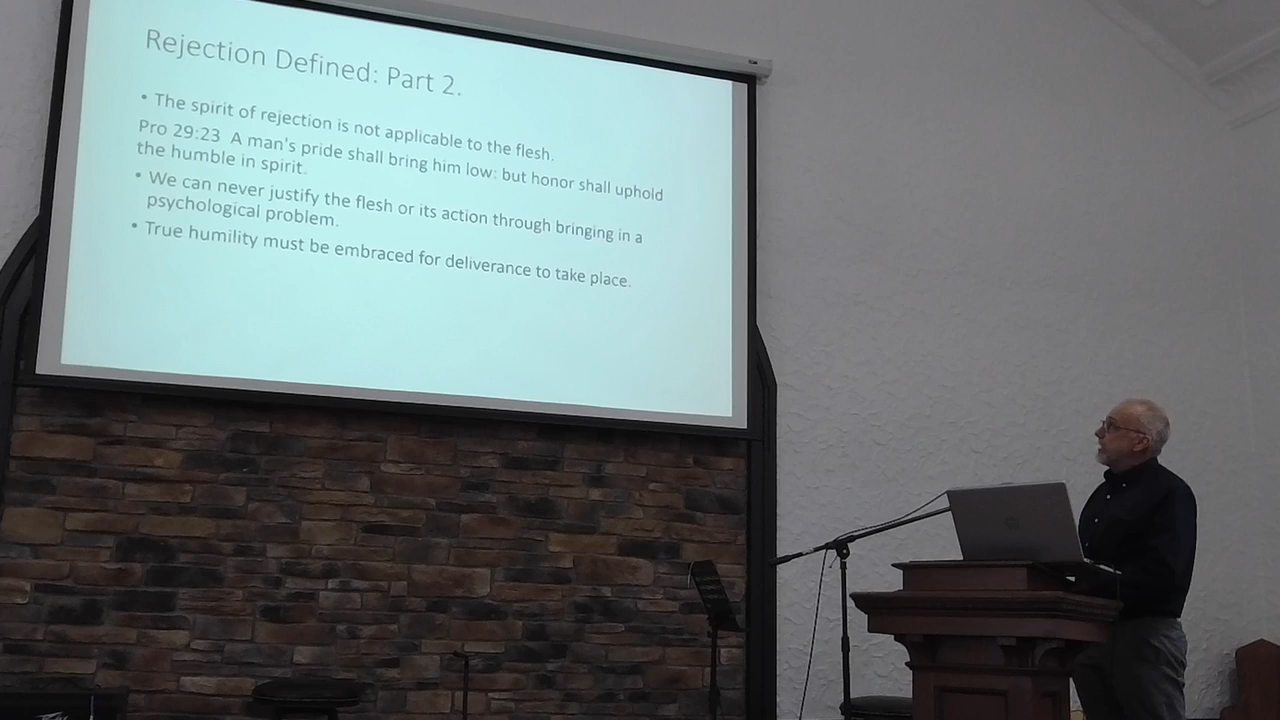 Rejection Defined: Part 2.
• The spirit of rejection is not applicable to the flesh.
Pro 29:23 A man's pride shall bring him low: but honor shall uphold
the humble in spirit.
• We can never justify the flesh or its action through bringing in a
psychological problem.
• True humility must be embraced for deliverance to take place.